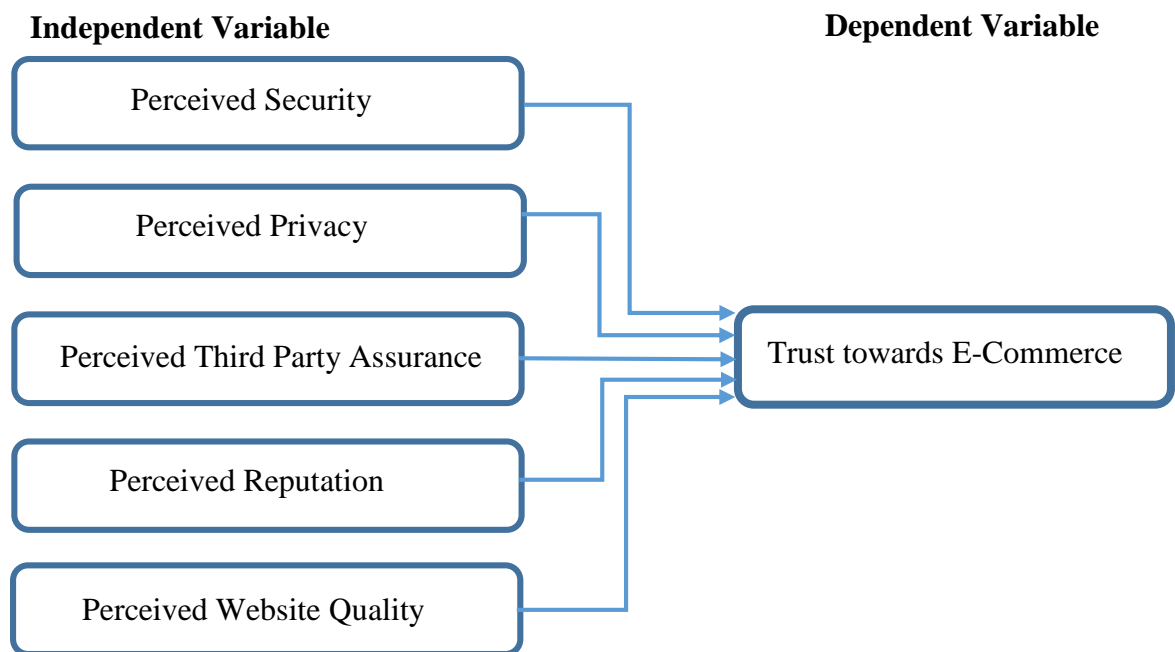 Independent Variable
Dependent Variable
Perceived Security
Perceived Privacy
Perceived Third Party Assurance
Trust towards E-Commerce
Perceived Reputation
Perceived Website Quality